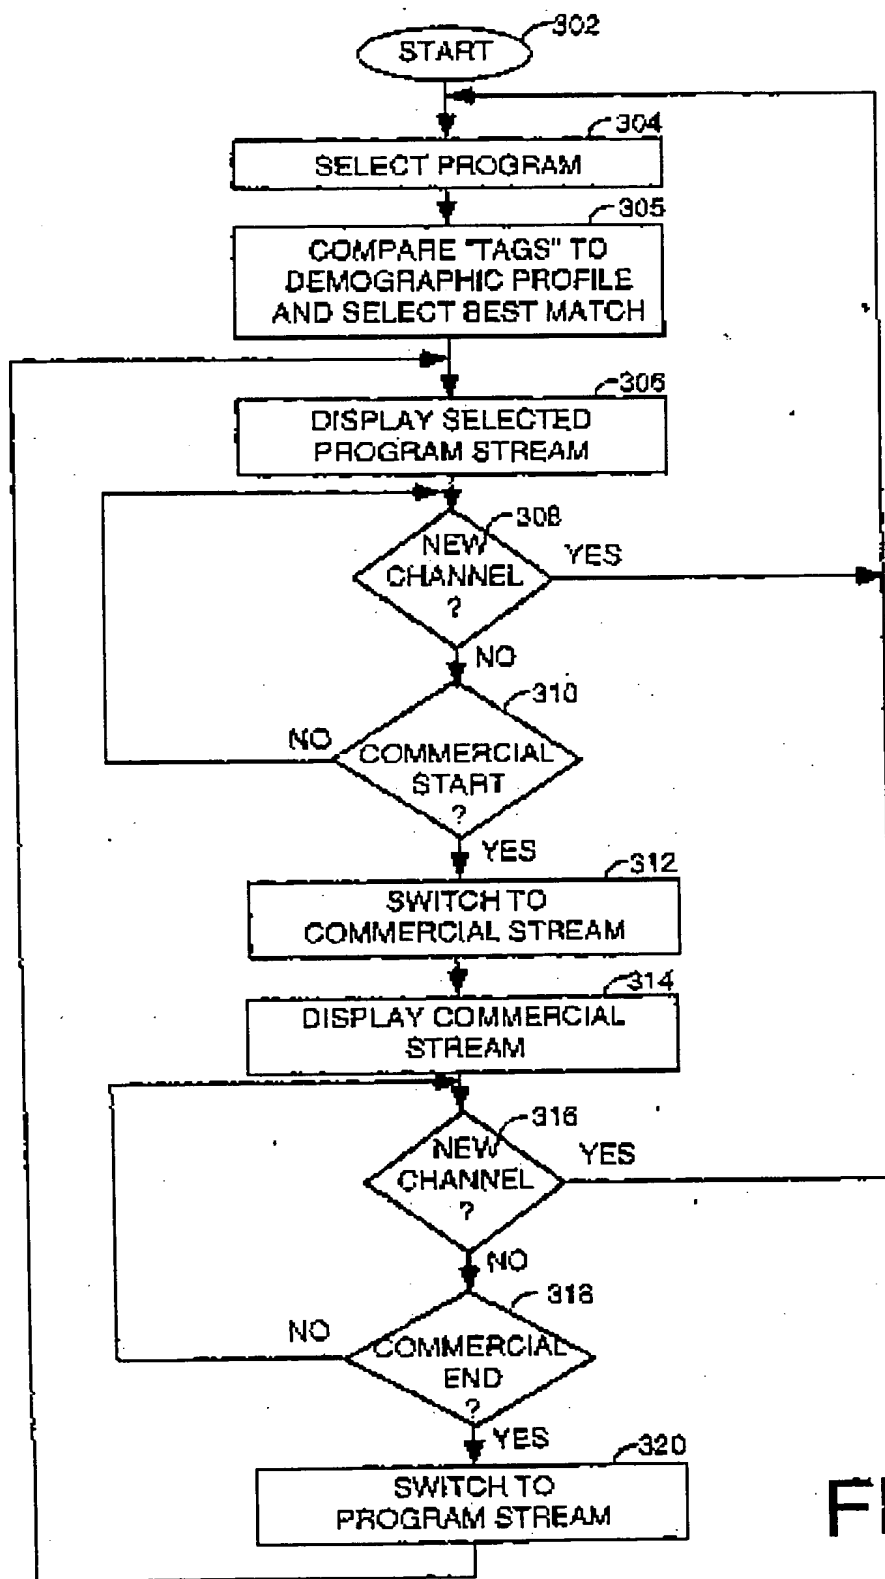 START
302
304
SELECT PROGRAM
305
COMPARE "TAGS" TO
DEMOGRAPHIC PROFILE
AND SELECT BEST MATCH
306
DISPLAY SELECTED
PROGRAM STREAM
308
NEW
CHANNEL
?
YES
NO
310
NO
COMMERCIAL
START
?
YES
312
SWITCH TO
COMMERCIAL STREAM
314
DISPLAY COMMERCIAL
STREAM
316
NEW
CHANNEL
?
YES
NO
318
NO
COMMERCIAL
END
?
YES
320
SWITCH TO
PROGRAM STREAM